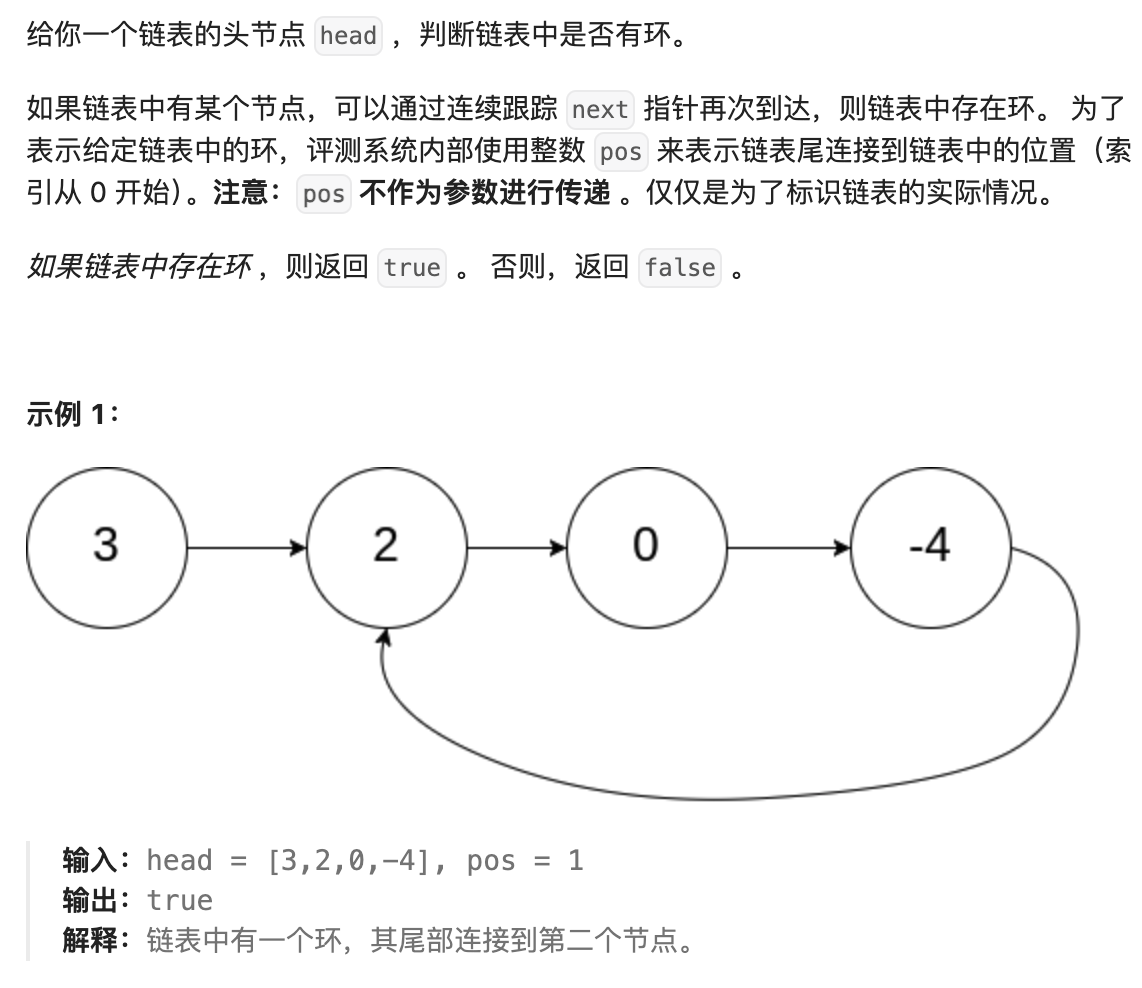 给你一个链表的头节点 head ，判断链表中是否有环。
如果链表中有某个节点，可以通过连续跟踪 next 指针再次到达，则链表中存在环。 为了
表示给定链表中的环，评测系统内部使用整数 pos 来表示链表尾连接到链表中的位置（索
引从 0 开始）。注意：pos 不作为参数进行传递 。仅仅是为了标识链表的实际情况。
如果链表中存在环 ，则返回 true 。 否则，返回 false 。
示例 1：
3 2 0 -4
输入：head = [3,2,0,-4], pos = 1
输出：true
解释：链表中有一个环，其尾部连接到第二个节点。